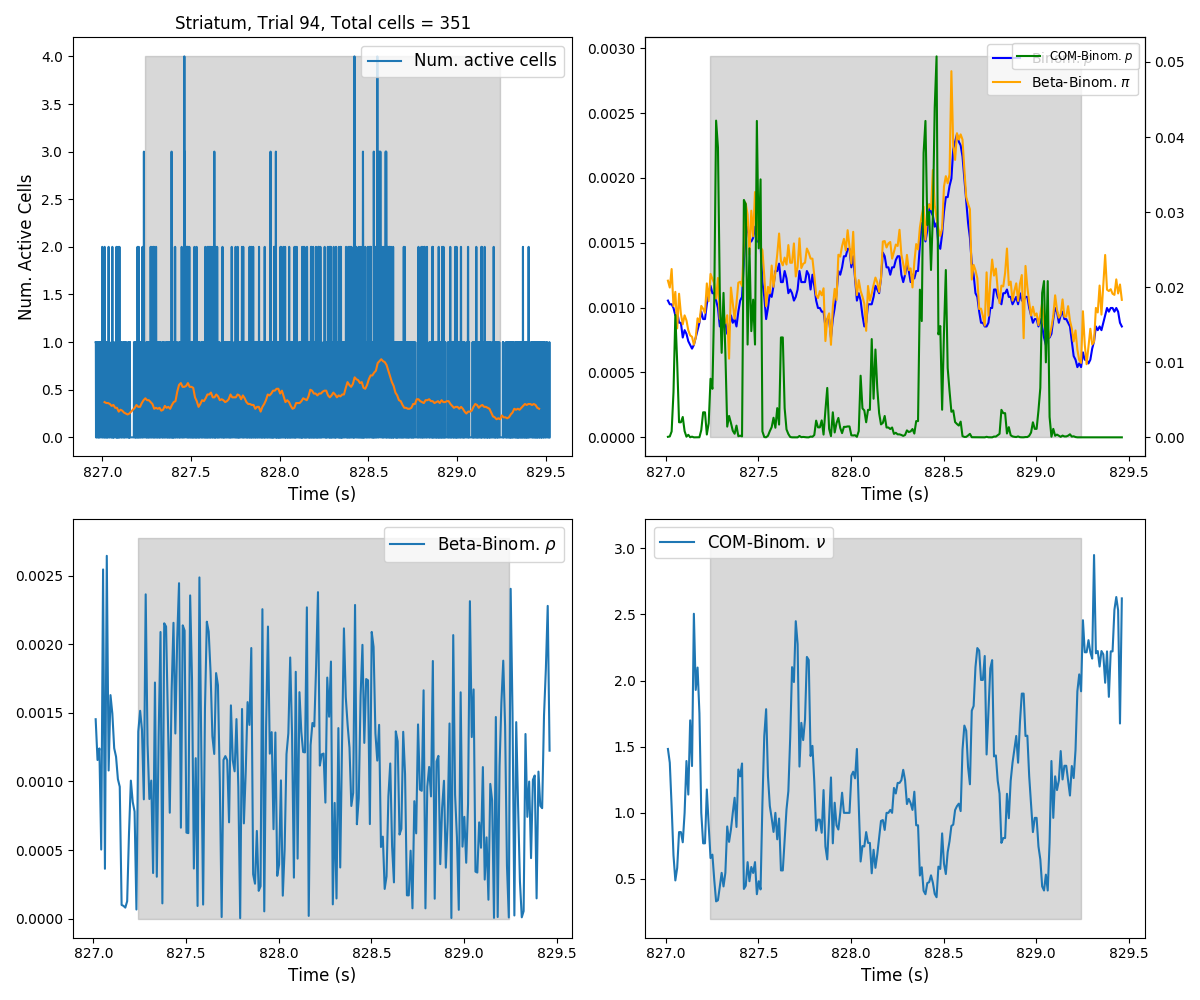 Striatum, Trial 94, Total cells = 351
Num. active cells
Num. Active Cells
4.0
3.5
3.0
2.5
2.0
1.5
1.0
0.5
0.0
827.0 827.5 828.0 828.5 829.0 829.5
Time (s)
COM-Binom. p
Binom. p
Beta-Binom. π
0.0030
0.0025
0.0020
0.0015
0.0010
0.0005
0.0000
0.05
0.04
0.03
0.02
0.01
0.00
827.0 827.5 828.0 828.5 829.0 829.5
Time (s)
Beta-Binom. ρ
0.0025
0.0020
0.0015
0.0010
0.0005
0.0000
827.0 827.5 828.0 828.5 829.0 829.5
Time (s)
COM-Binom. ν
3.0
2.5
2.0
1.5
1.0
0.5
827.0 827.5 828.0 828.5 829.0 829.5
Time (s)